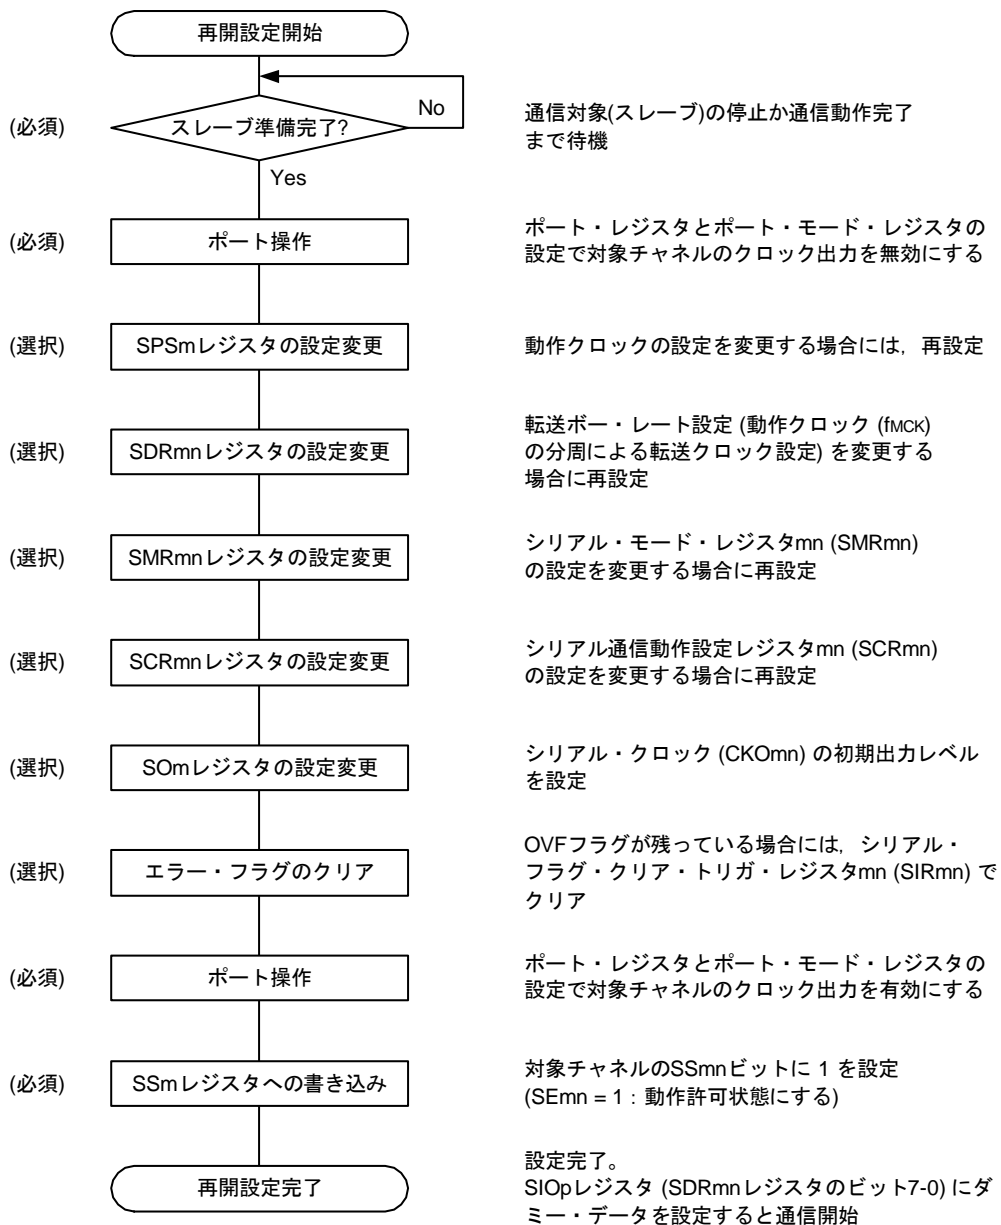 再開設定開始
No
(必須)
スレーブ準備完了?
通信対象(スレーブ)の停止か通信動作完了
まで待機
Yes
(必須)
ポート操作
ポート・レジスタとポート・モード・レジスタの
設定で対象チャネルのクロック出力を無効にする
(選択)
SPSmレジスタの設定変更
動作クロックの設定を変更する場合には,再設定
(選択)
SDRmnレジスタの設定変更
転送ボー・レート設定 (動作クロック (fMCK)
の分周による転送クロック設定) を変更する
場合に再設定
(選択)
SMRmnレジスタの設定変更
シリアル・モード・レジスタmn (SMRmn)
の設定を変更する場合に再設定
(選択)
SCRmnレジスタの設定変更
シリアル通信動作設定レジスタmn (SCRmn)
の設定を変更する場合に再設定
(選択)
SOmレジスタの設定変更
シリアル・クロック (CKOmn) の初期出力レベル
を設定
(選択)
エラー・フラグのクリア
OVFフラグが残っている場合には,シリアル・
フラグ・クリア・トリガ・レジスタmn (SIRmn) で
クリア
(必須)
ポート操作
ポート・レジスタとポート・モード・レジスタの
設定で対象チャネルのクロック出力を有効にする
(必須)
SSmレジスタへの書き込み
対象チャネルのSSmnビットに 1 を設定
(SEmn = 1:動作許可状態にする)
再開設定完了
設定完了。
SIOpレジスタ (SDRmnレジスタのビット7-0) にダ
ミー・データを設定すると通信開始